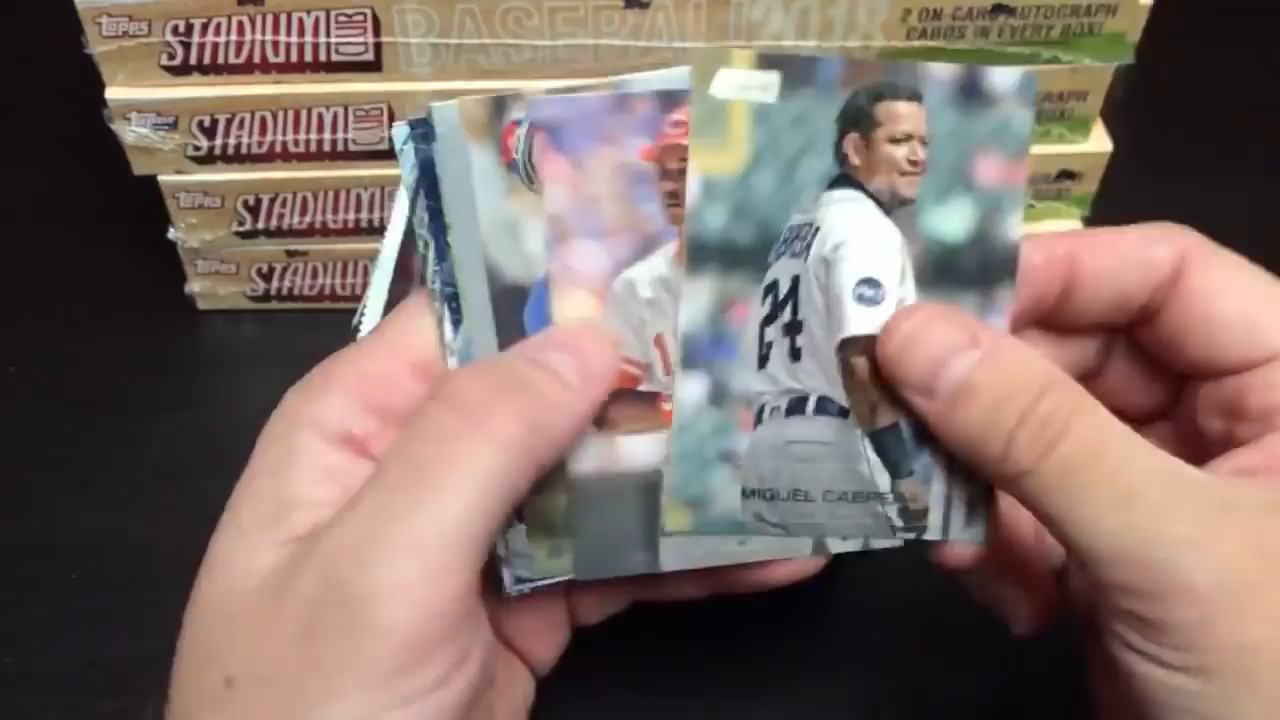 topps STADIUM CLUB BASEBALL 2018 2 ON-CARD AUTOGRAPH
CARDS IN EVERY BOX!
topps STADIUM CLUB
topps STADIUM
topps STADIUM
24
MIGUEL CABRE